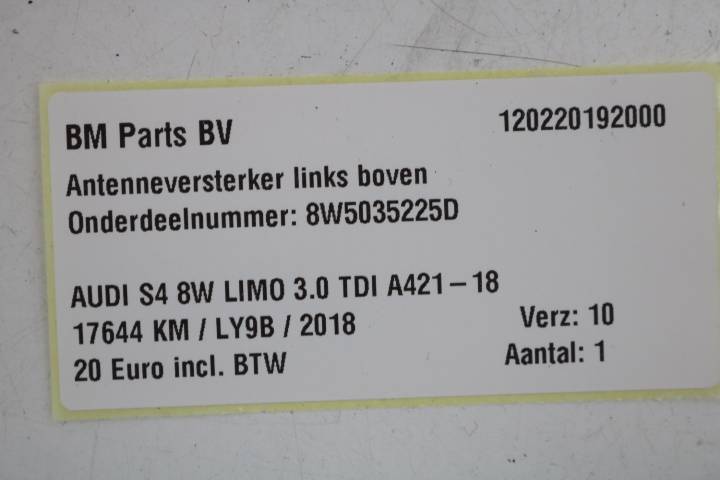 BM Parts BV 120220192000
Antenneversterker links boven
Onderdeelnummer: 8W5035225D
AUDI S4 8W LIMO 3.0 TDI A421-18
17644 KM / LY9B / 2018 Verz: 10
20 Euro incl. BTW Aantal: 1